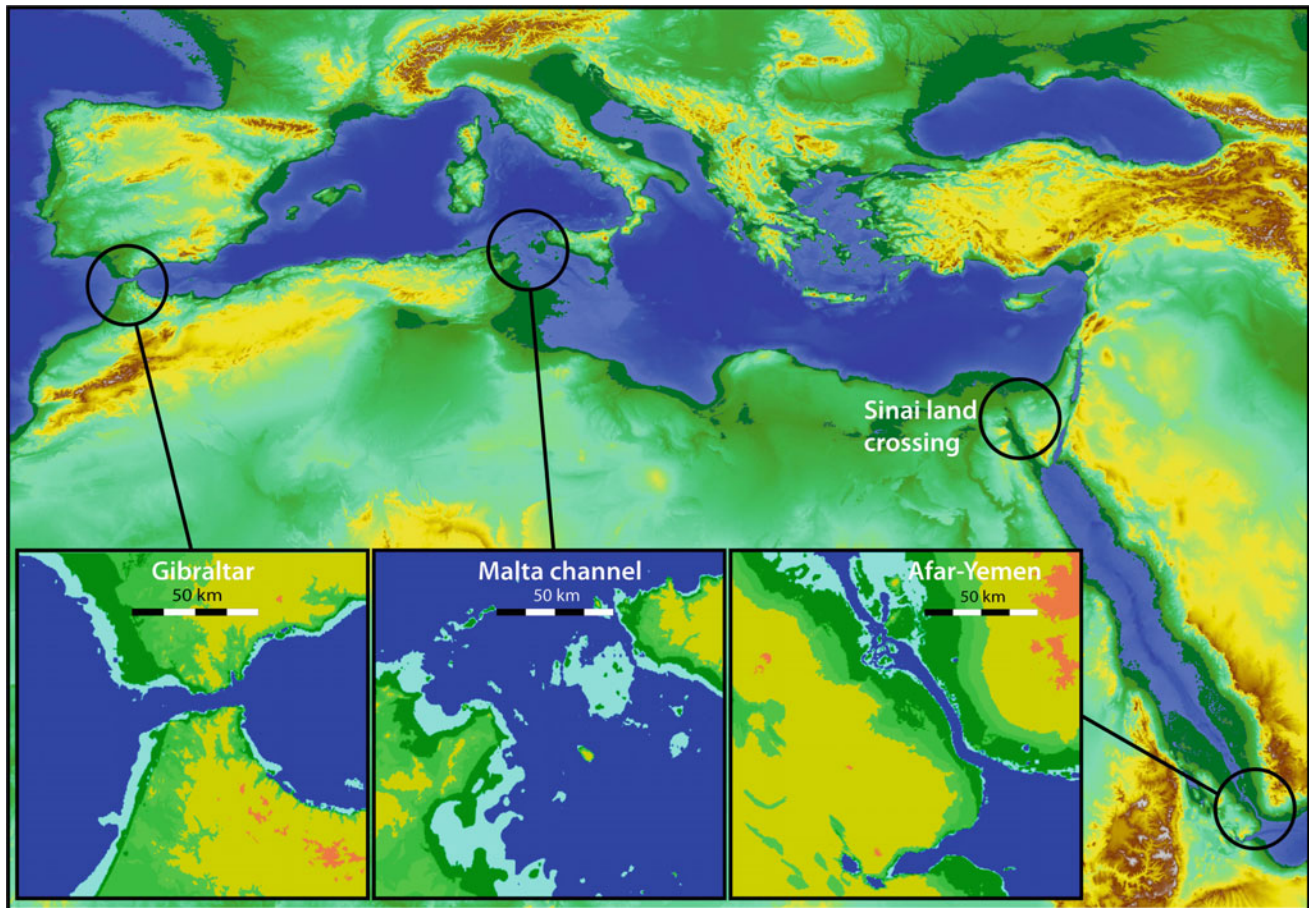 Sinai land
crossing
Gibraltar
50 km
Malta channel
50 km
Afar-Yemen
50 km